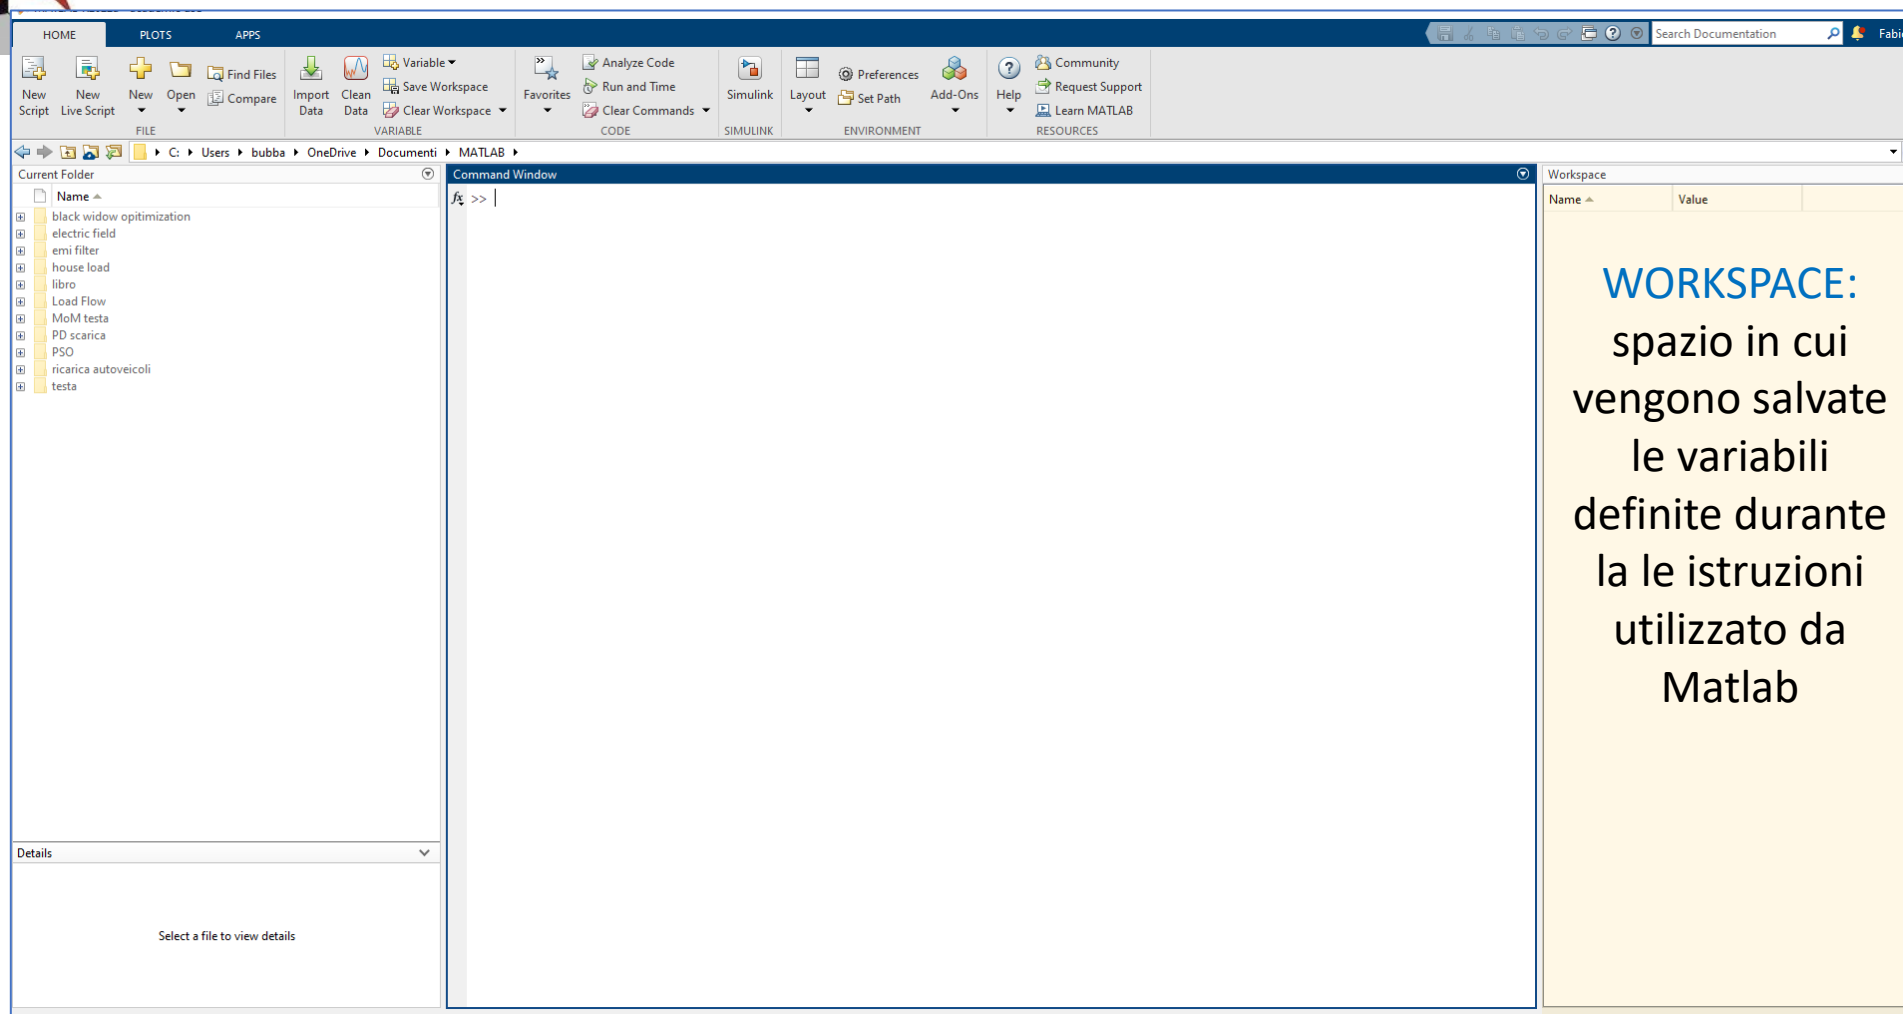 HOME PLOTS APPS
Search Documentation
New Script
New Live Script
New
Open
Find Files
Compare
FILE
Import Data
Clean Data
Variable
Save Workspace
Clear Workspace
VARIABLE
Favorites
Analyze Code
Run and Time
Clear Commands
CODE
Simulink
SIMULINK
Layout
Preferences
Set Path
Add-Ons
ENVIRONMENT
Help
Community
Request Support
Learn MATLAB
RESOURCES
C: Users bubba OneDrive Documenti MATLAB
Current Folder
Name
black widow opitimization
electric field
emi filter
house load
libro
Load Flow
MoM testa
PD scarica
PSO
ricarica autoveicoli
testa
Details
Select a file to view details
Command Window
fx >>
Workspace
Name Value
WORKSPACE:
spazio in cui
vengono salvate
le variabili
definite durante
la le istruzioni
utilizzato da
Matlab